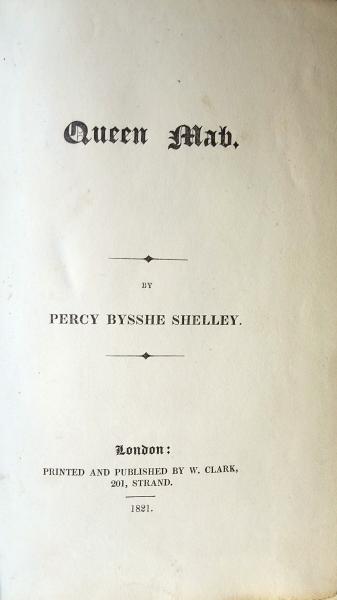 Queen Mab.
BY
PERCY BYSSHE SHELLEY.
London:
PRINTED AND PUBLISHED BY W. CLARK,
201, STRAND.
1821.